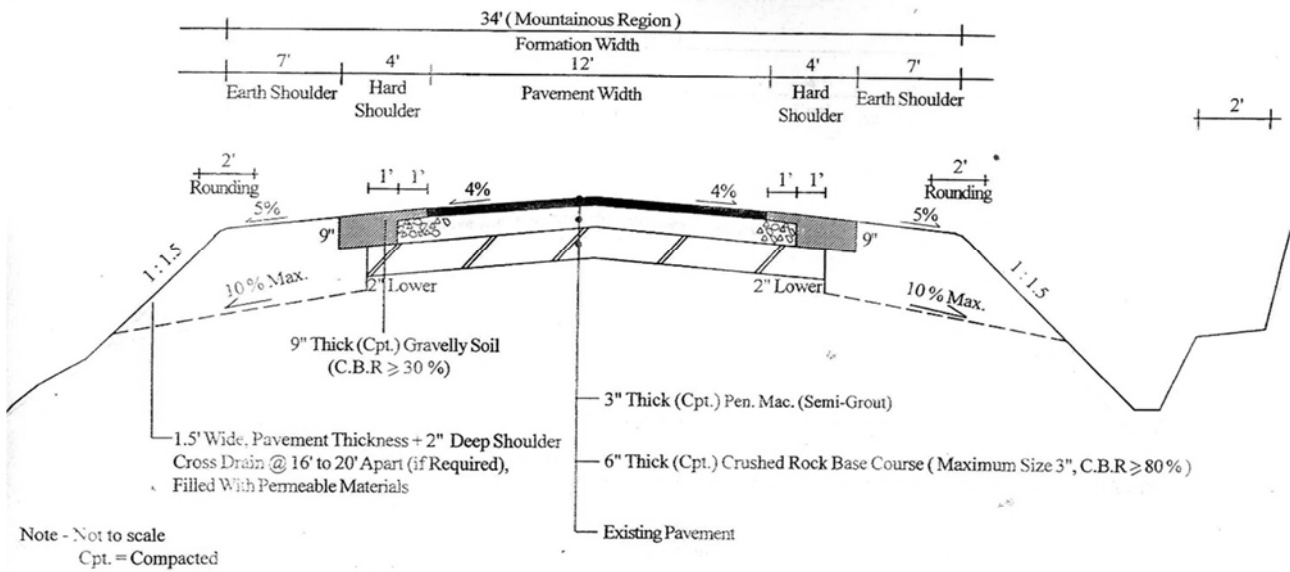 34' (Mountainous Region)
Formation Width
7' 4' 12' 4' 7'
Earth Shoulder Hard Shoulder Pavement Width Hard Shoulder Earth Shoulder
2'
2' Rounding
1' 1'
4% 4%
1' 1'
2' Rounding
5% 5%
9" 9"
1:1.5 1:1.5
10% Max. 10% Max.
2" Lower 2" Lower
9" Thick (Cpt.) Gravelly Soil
(C.B.R ⩾ 30 %)
3" Thick (Cpt.) Pen. Mac. (Semi-Grout)
1.5' Wide, Pavement Thickness + 2" Deep Shoulder
Cross Drain @ 16' to 20' Apart (if Required),
Filled With Permeable Materials
6" Thick (Cpt.) Crushed Rock Base Course ( Maximum Size 3", C.B.R ⩾ 80 % )
Existing Pavement
Note - Not to scale
Cpt. = Compacted